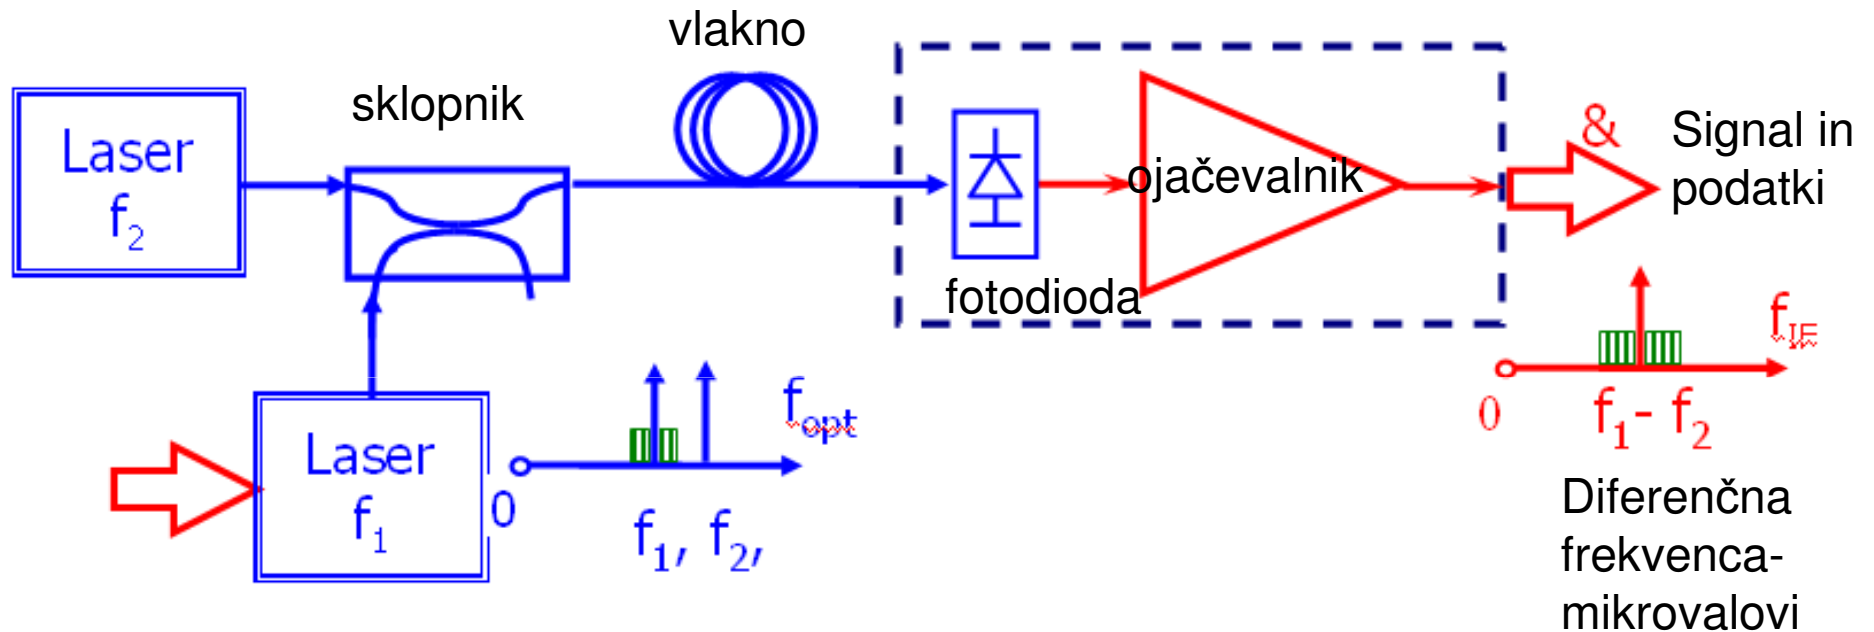 vlakno
sklopnik
Laser
f2
ojačevalnik
&
Signal in
podatki
fotodioda
Laser
f1
0
fopt
f1, f2,
fIF
0
f1- f2
Diferenčna
frekvenca-
mikrovalovi